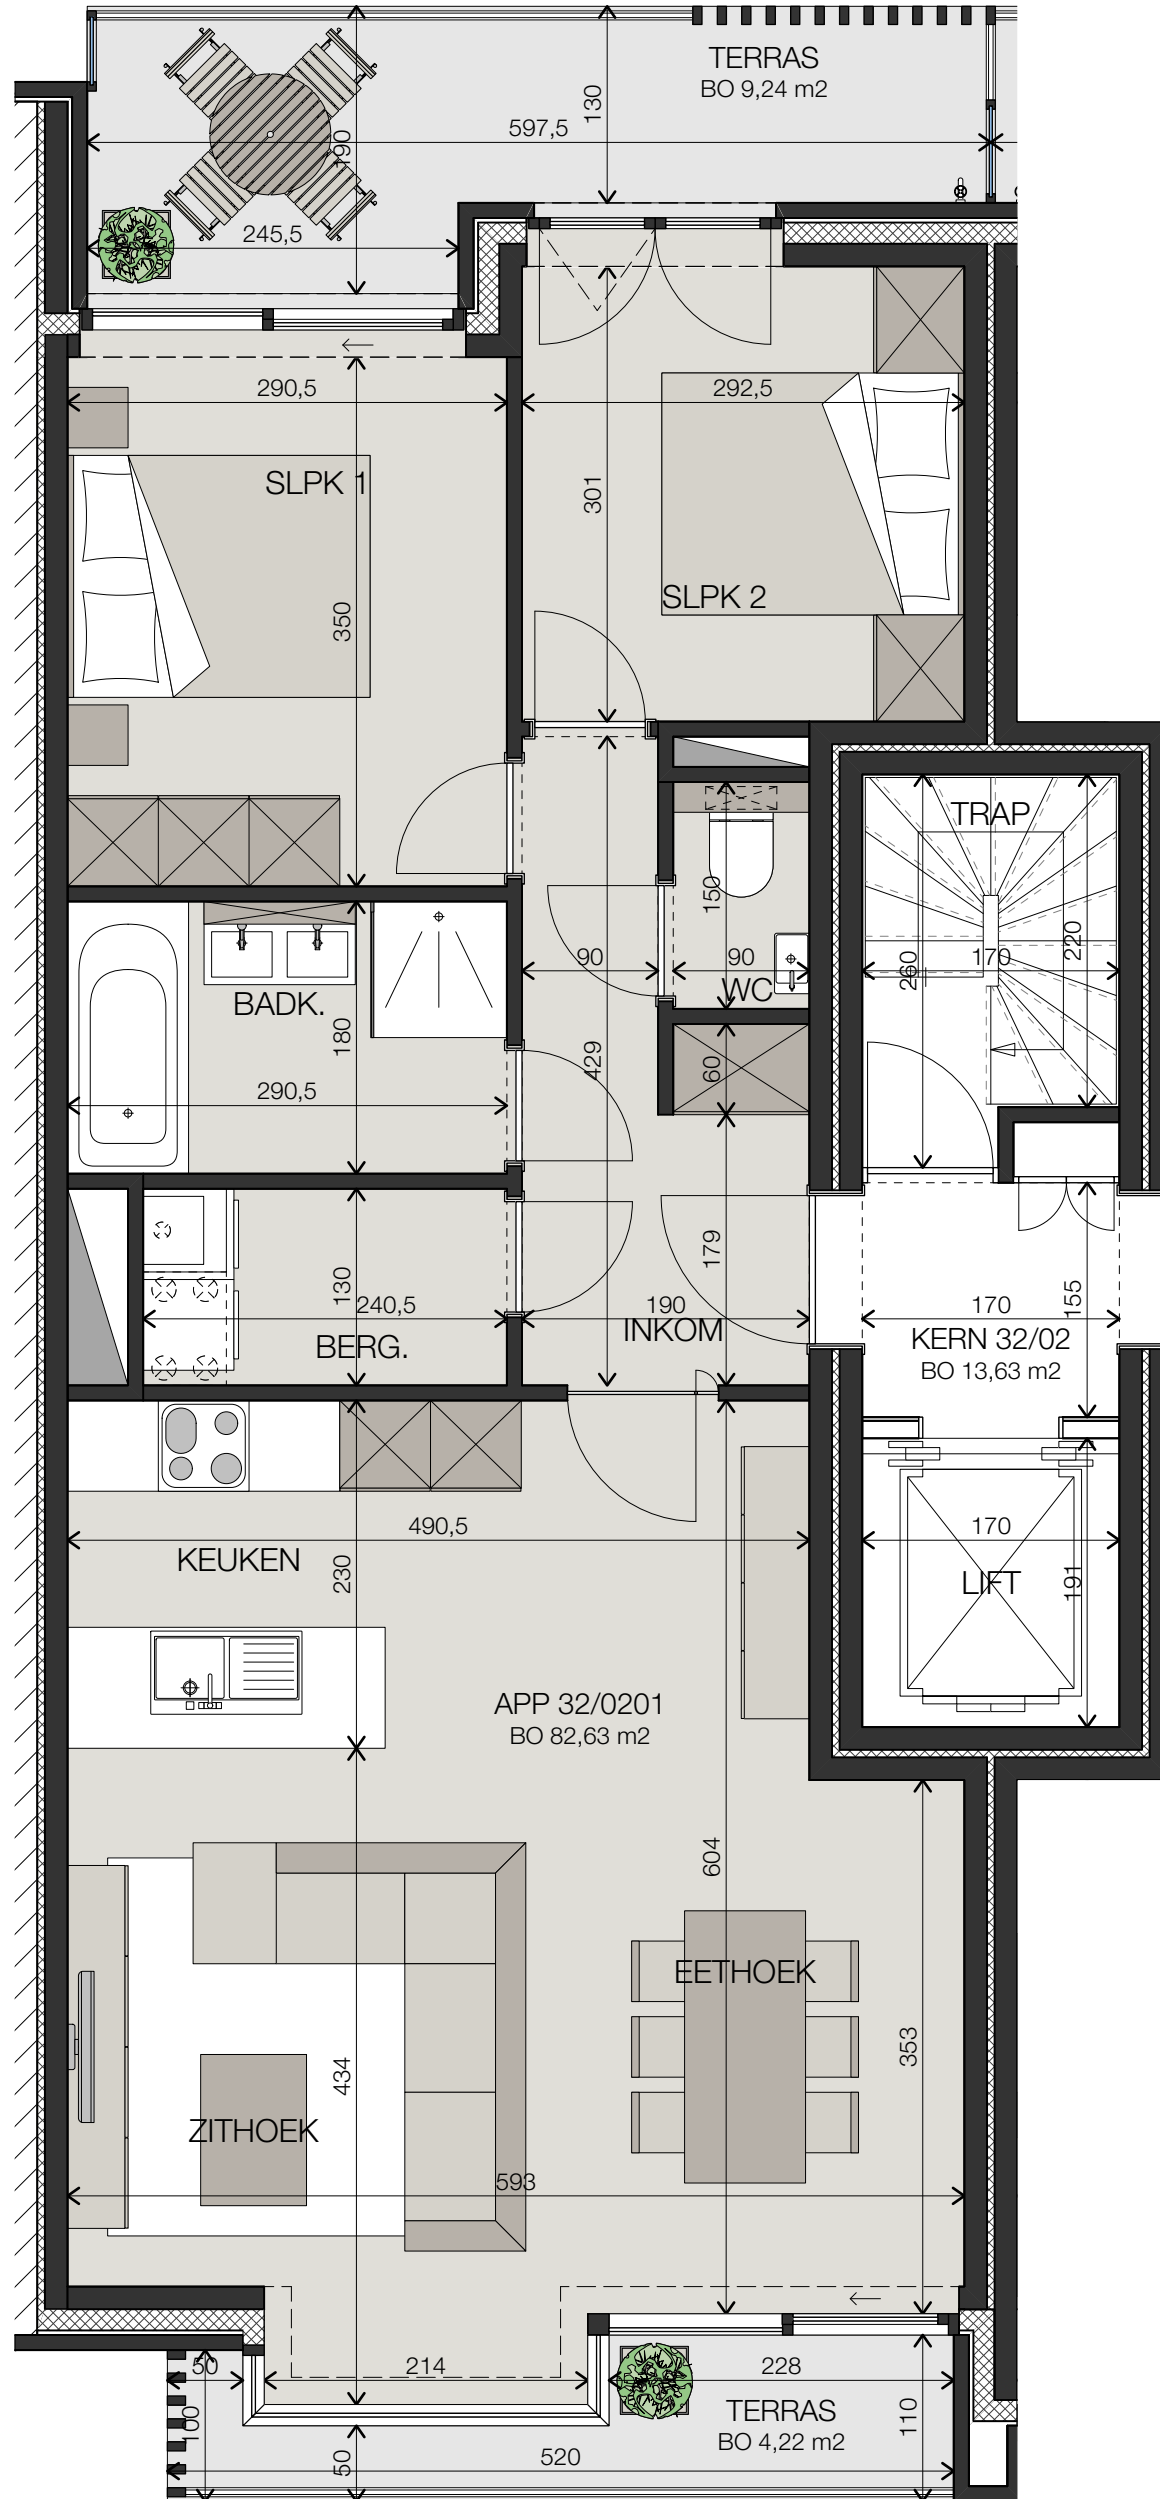 TERRAS
BO 9,24 m2
130
597,5
190
245,5
290,5
292,5
SLPK 1
301
SLPK 2
350
TRAP
150
220
260
90
90
170
WC
BADK.
180
429
60
290,5
179
130
240,5
190
INKOM
BERG.
155
170
KERN 32/02
BO 13,63 m2
490,5
KEUKEN
230
170
LIFT
191
APP 32/0201
BO 82,63 m2
604
EETHOEK
353
434
ZITHOEK
593
50
214
228
100
TERRAS
BO 4,22 m2
110
50
520